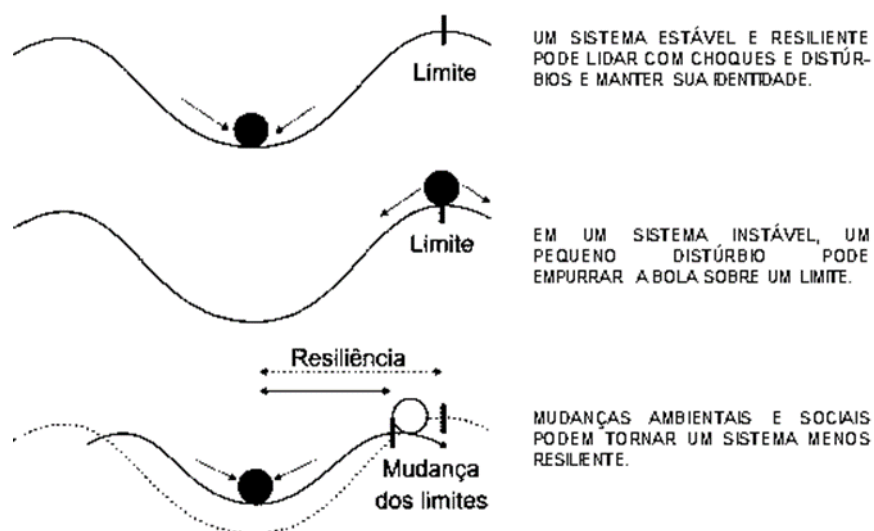 Límite
UM SISTEMA ESTÁVEL E RESILIENTE
PODE LIDAR COM CHOQUES E DISTÚR-
BIOS E MANTER SUA IDENTIDADE.
Límite
EM UM SISTEMA INSTÁVEL, UM
PEQUENO DISTÚRBIO PODE
EMPURRAR A BOLA SOBRE UM LIMITE.
Resiliência
Mudança
dos limites
MUDANÇAS AMBIENTAIS E SOCIAIS
PODEM TORNAR UM SISTEMA MENOS
RESILIENTE.